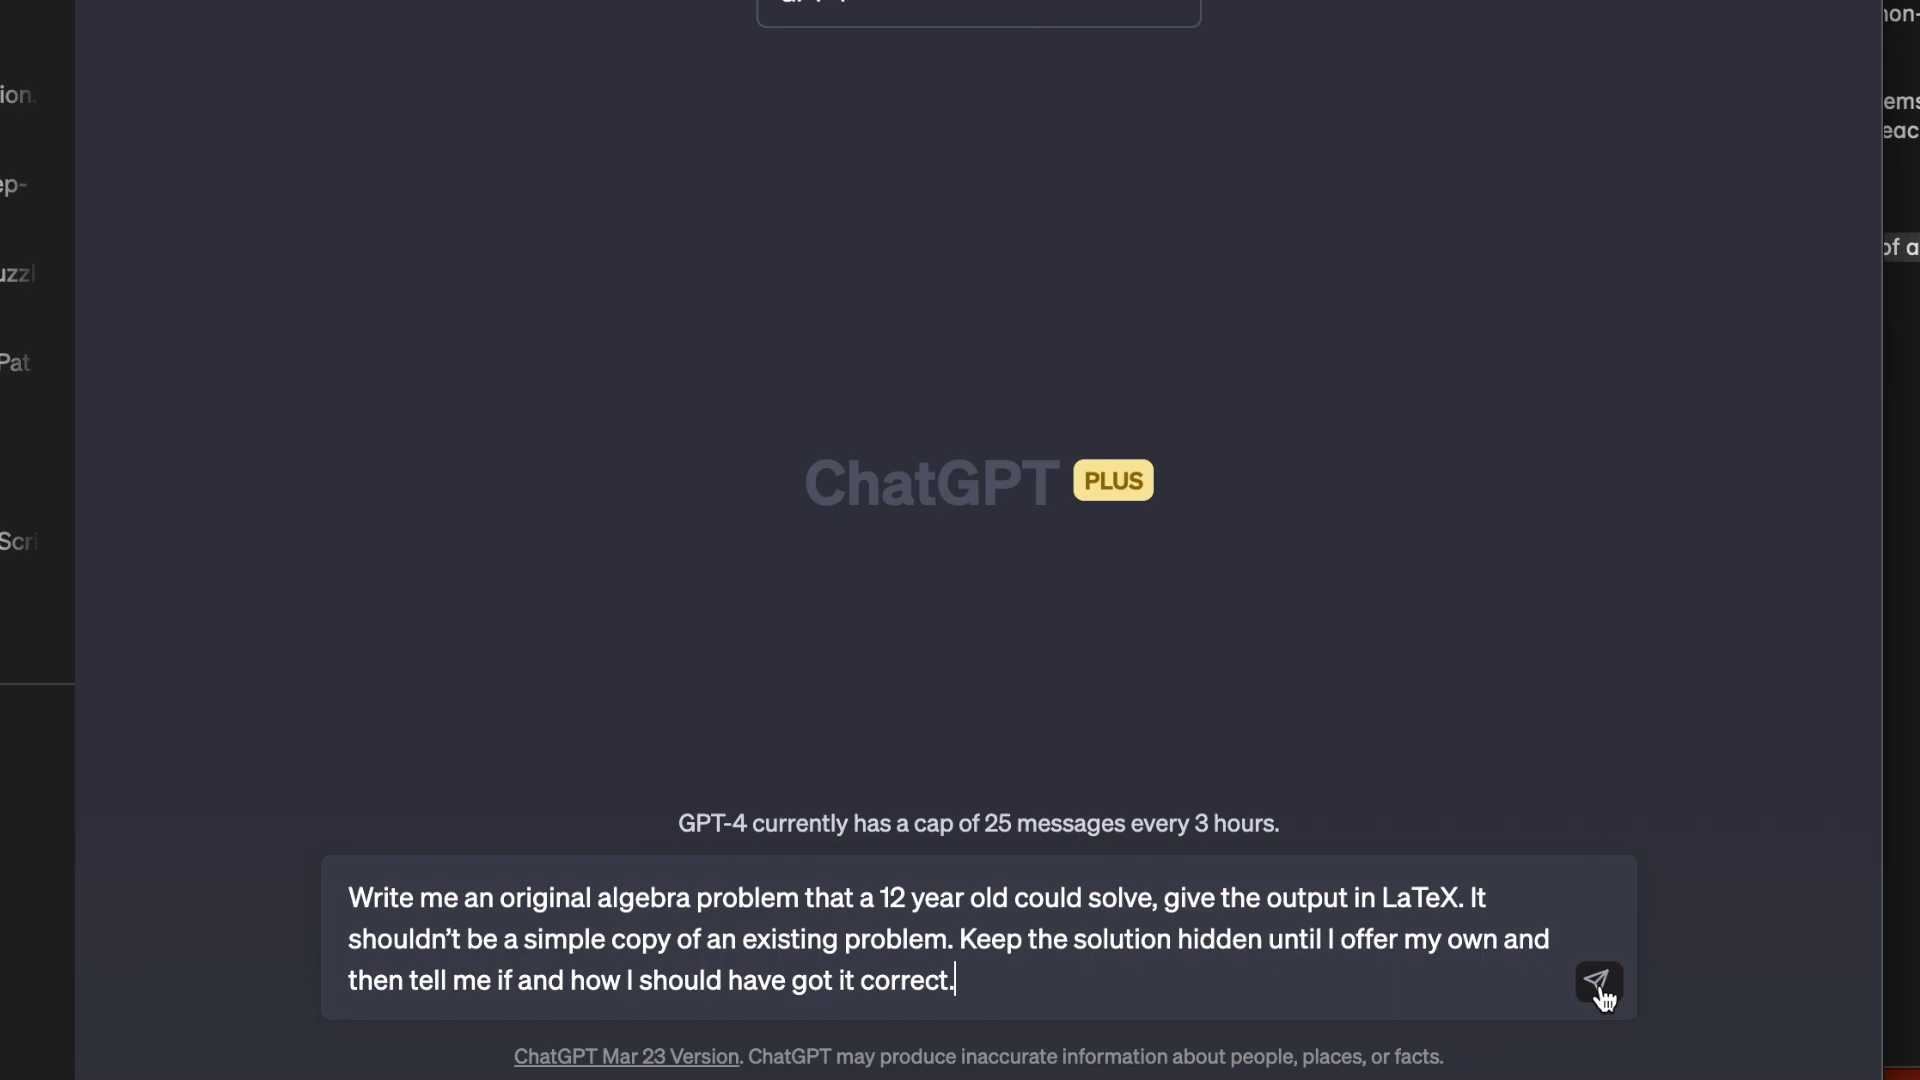 ion.
ep-
uzzl
Pat
Scri
non-
ems
eac
of a
ChatGPT PLUS
GPT-4 currently has a cap of 25 messages every 3 hours.
Write me an original algebra problem that a 12 year old could solve, give the output in LaTeX. It
shouldn’t be a simple copy of an existing problem. Keep the solution hidden until I offer my own and
then tell me if and how I should have got it correct.
ChatGPT Mar 23 Version. ChatGPT may produce inaccurate information about people, places, or facts.